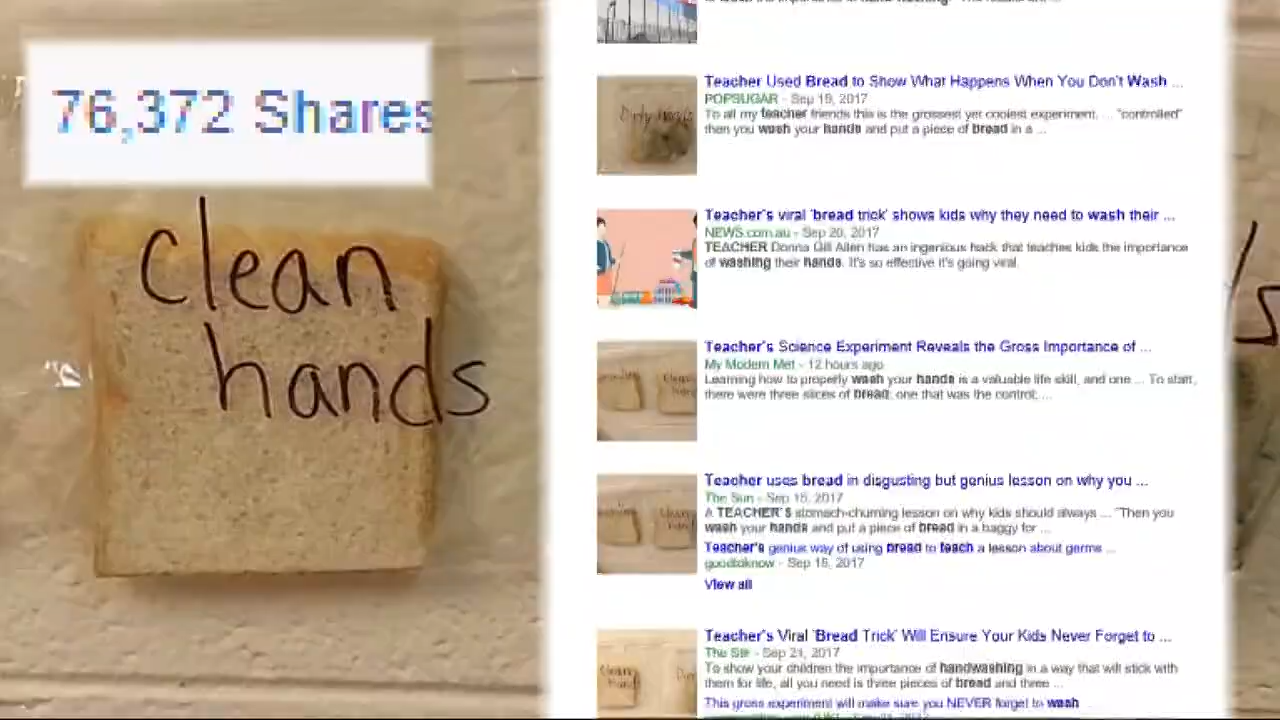 76,372 Shares
clean
hands
Teacher Used Bread to Show What Happens When You Don't Wash ...
POPSUGAR - Sep 19, 2017
To all my teacher friends this is the grossest yet coolest experiment. ... "controlled"
then you wash your hands and put a piece of bread in a ...
Teacher's viral 'bread trick' shows kids why they need to wash their ...
NEWS.com.au - Sep 20, 2017
TEACHER Donna Gill Allen has an ingenious hack that teaches kids the importance
of washing their hands. It's so effective it's going viral.
Teacher's Science Experiment Reveals the Gross Importance of ...
My Modern Met - 12 hours ago
Learning how to properly wash your hands is a valuable life skill, and one ... To start,
there were three slices of bread: one that was the control, ...
Teacher uses bread in disgusting but genius lesson on why you ...
The Sun - Sep 15, 2017
A TEACHER'S stomach-churning lesson on why kids should always ... "Then you
wash your hands and put a piece of bread in a baggy for ...
Teacher's genius way of using bread to teach a lesson about germs ...
goodtoknow - Sep 15, 2017
View all
Teacher's Viral 'Bread Trick' Will Ensure Your Kids Never Forget to ...
The Stir - Sep 21, 2017
To show your children the importance of handwashing in a way that will stick with
them for life, all you need is three pieces of bread and three ...
This gross experiment will make sure you NEVER forget to wash